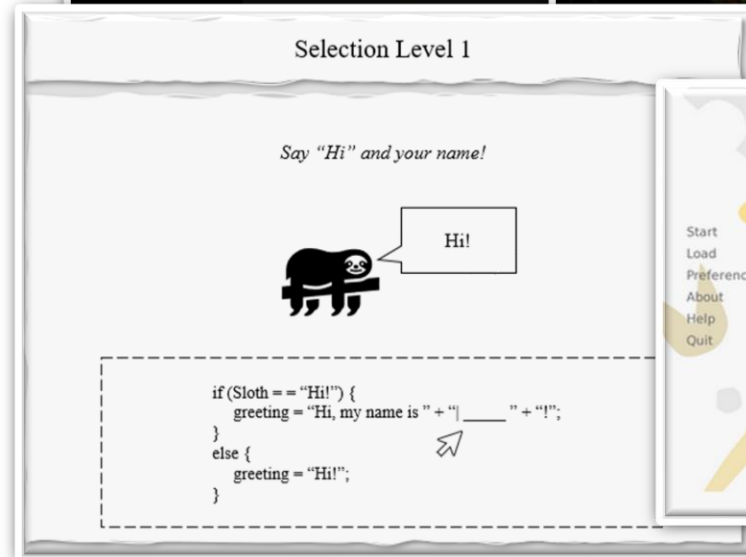 Selection Level 1
Say “Hi” and your name!
Hi!
if (Sloth = = “Hi!”) {
greeting = “Hi, my name is ” + “| _____ ” + “!”;
}
else {
greeting = “Hi!”;
}
Start
Load
Preferenc
About
Help
Quit